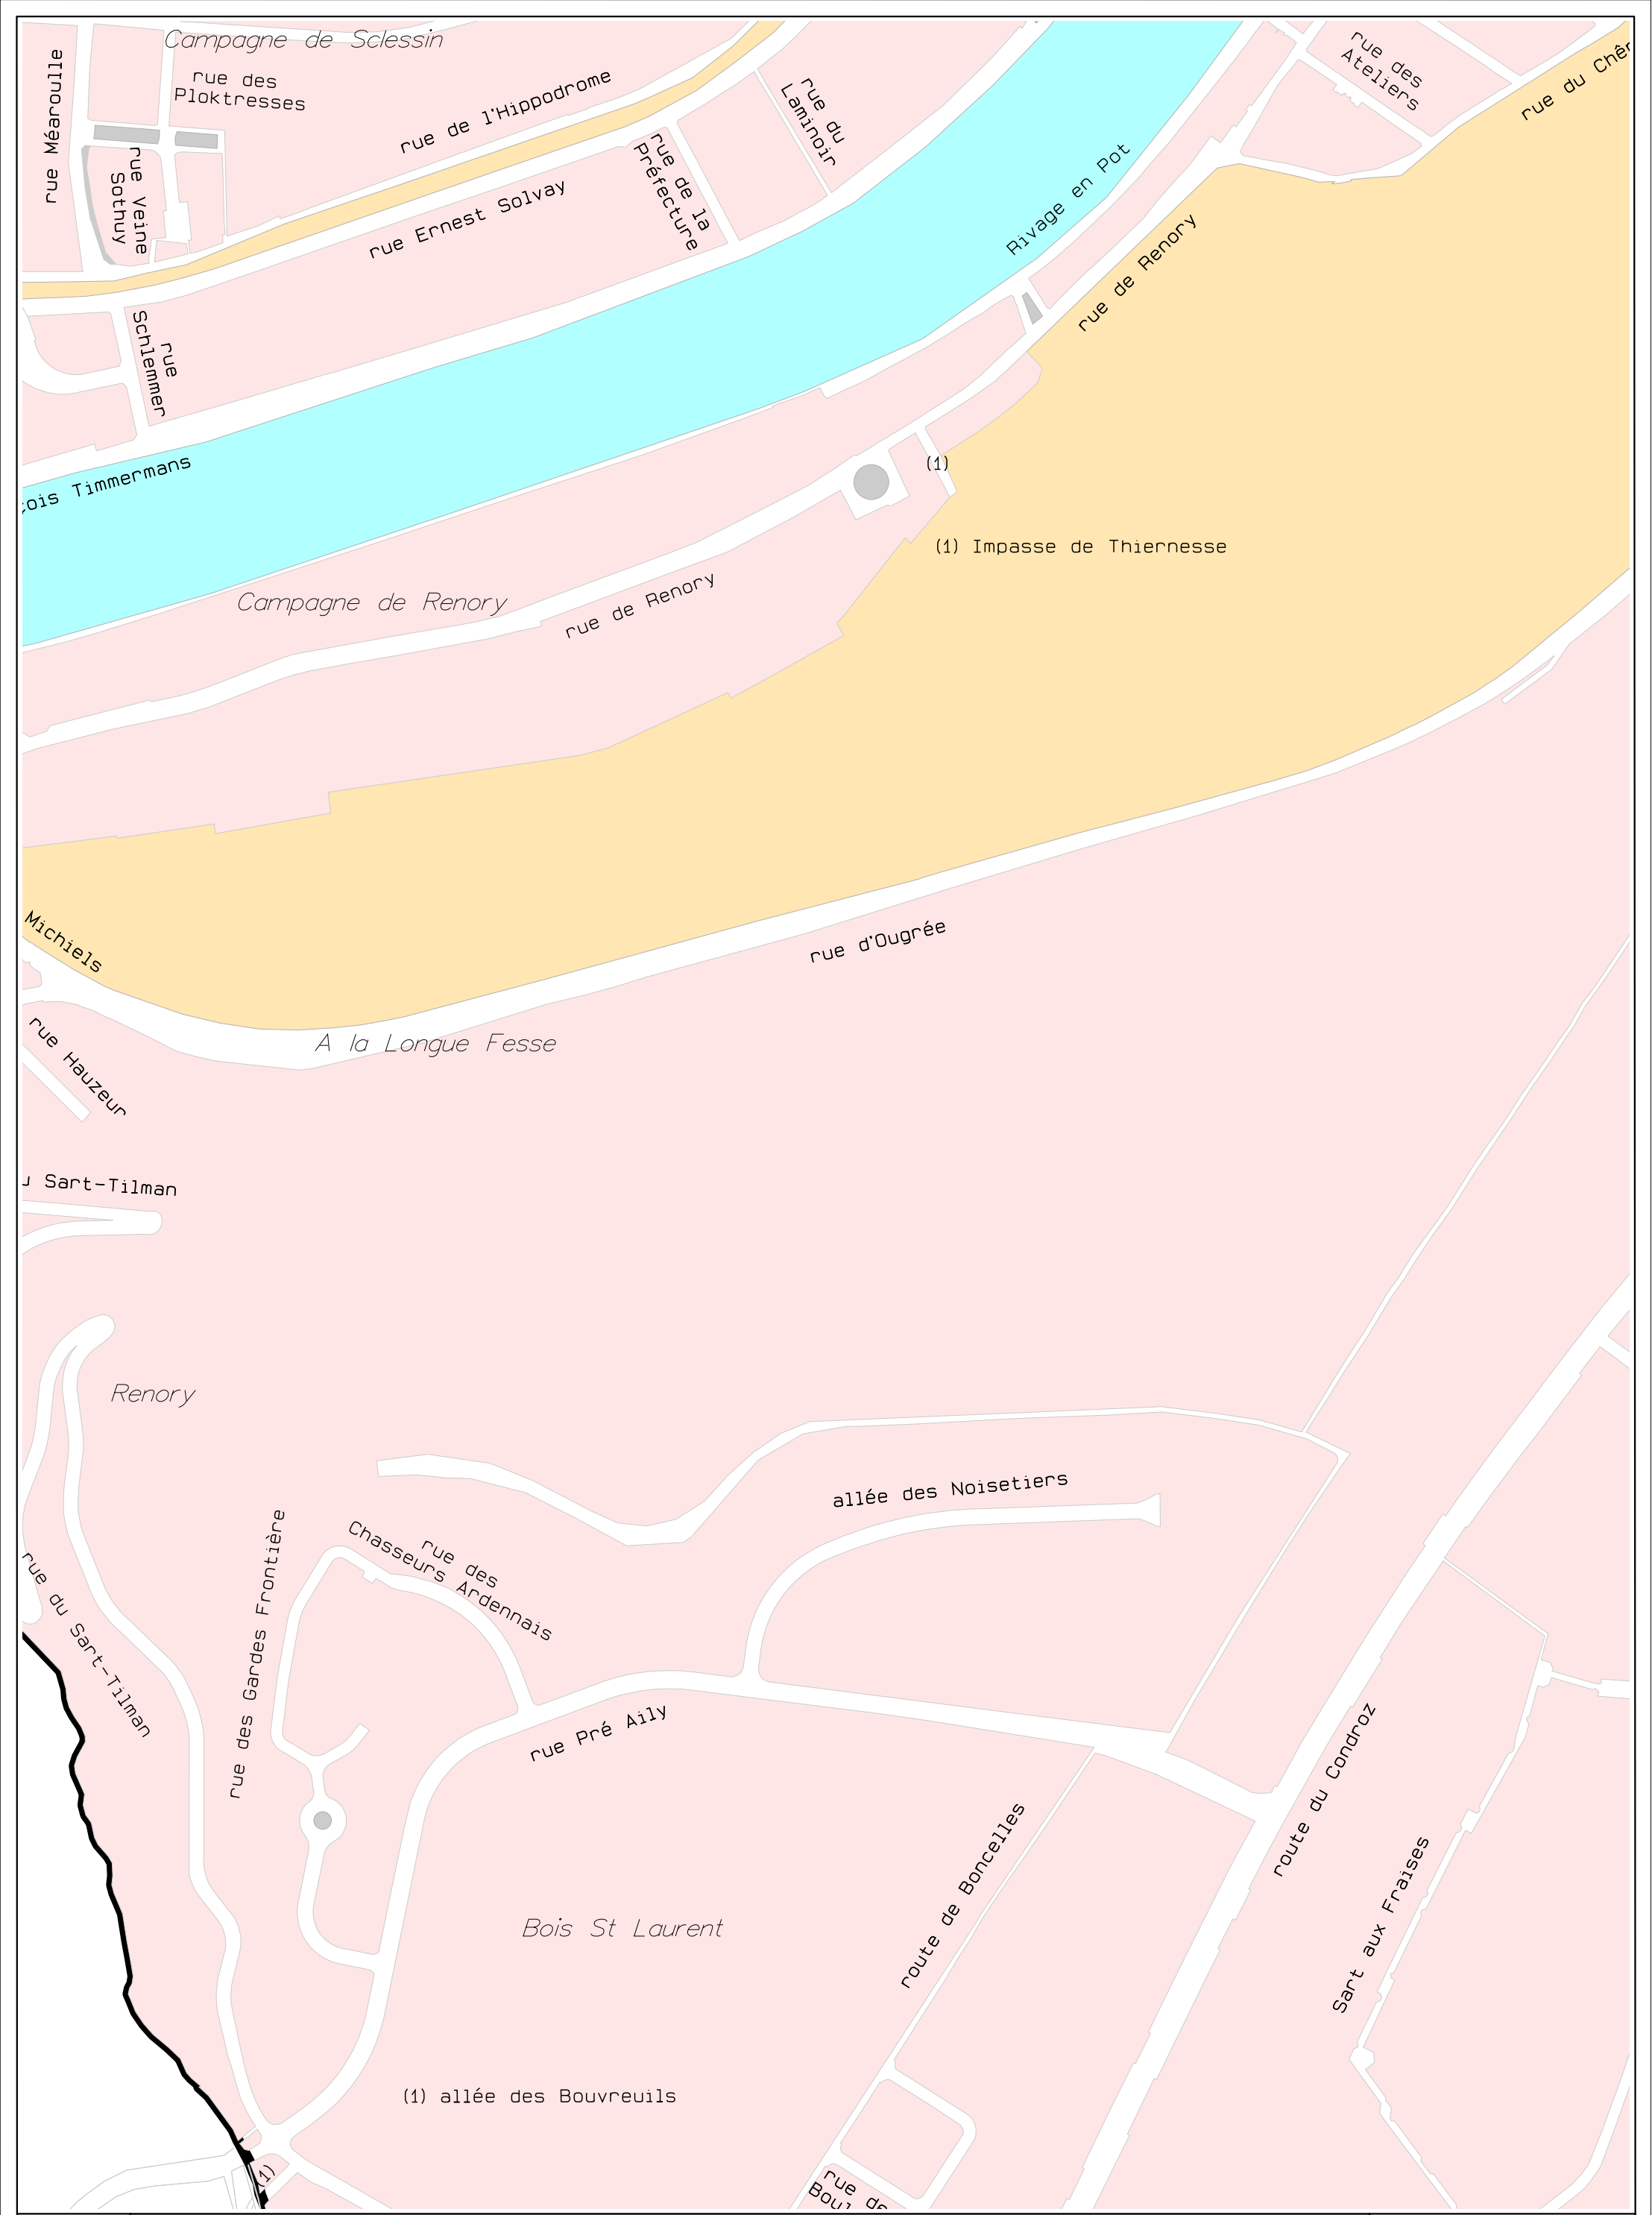 Campagne de Sclessin
rue Méaroulle
rue des
Ploktresses
rue de l'Hippodrome
rue du
Laminoir
rue des
Ateliers
rue du Chêr
rue Veine
Sothuy
rue Ernest Solvay
rue de la
Préfecture
Rivage en Pot
rue de Renory
rue
Schlemmer
çois Timmermans
(1)
(1) Impasse de Thiernesse
Campagne de Renory
rue de Renory
Michiels
rue d'Ougrée
A la Longue Fesse
rue Hauzeur
u Sart-Tilman
Renory
allée des Noisetiers
rue des
Chasseurs Ardennais
rue des Gardes Frontière
rue du Sart-Tilman
rue Pré Aily
route du Condroz
route de Boncelles
Sart aux Fraises
Bois St Laurent
(1) allée des Bouvreuils
(1)
rue de
Boul